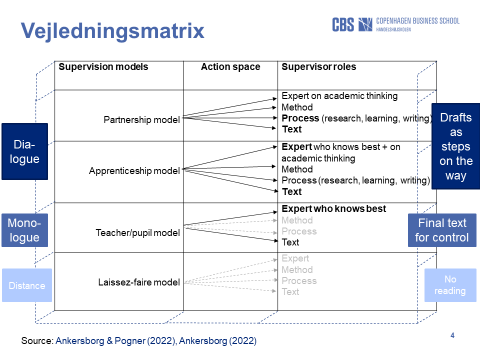 Vejledningsmatrix
CBS COPENHAGEN BUSINESS SCHOOL
HANDELSHØJSKOLEN
Supervision models
Action space
Supervisor roles
Dia-
logue
Partnership model
Expert on academic thinking
Method
Process (research, learning, writing)
Text
Drafts
as
steps
on the
way
Apprenticeship model
Expert who knows best + on
academic thinking
Method
Process (research, learning, writing)
Text
Mono-
logue
Teacher/pupil model
Expert who knows best
Method
Process
Text
Final text
for control
Distance
Laissez-faire model
Expert
Method
Process
Text
No
reading
Source: Ankersborg & Pogner (2022), Ankersborg (2022)
4